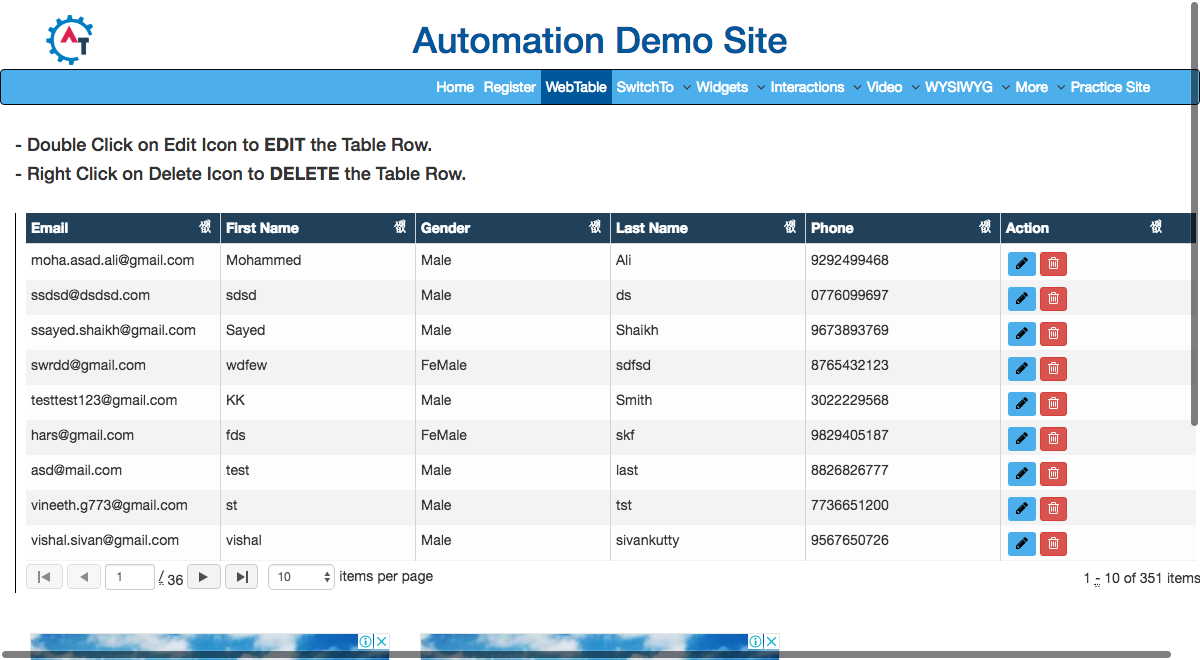 AT
Automation Demo Site
Home Register WebTable SwitchTo Widgets Interactions Video WYSIWYG More Practice Site
- Double Click on Edit Icon to EDIT the Table Row.
- Right Click on Delete Icon to DELETE the Table Row.
Email First Name Gender Last Name Phone Action
moha.asad.ali@gmail.com Mohammed Male Ali 9292499468
ssdsd@dsdsd.com sdsd Male ds 0776099697
ssayed.shaikh@gmail.com Sayed Male Shaikh 9673893769
swrdd@gmail.com wdfew FeMale sdfsd 8765432123
testtest123@gmail.com KK Male Smith 3022229568
hars@gmail.com fds FeMale skf 9829405187
asd@mail.com test Male last 8826826777
vineeth.g773@gmail.com st Male tst 7736651200
vishal.sivan@gmail.com vishal Male sivankutty 9567650726
1 / 36 10 items per page 1 - 10 of 351 items